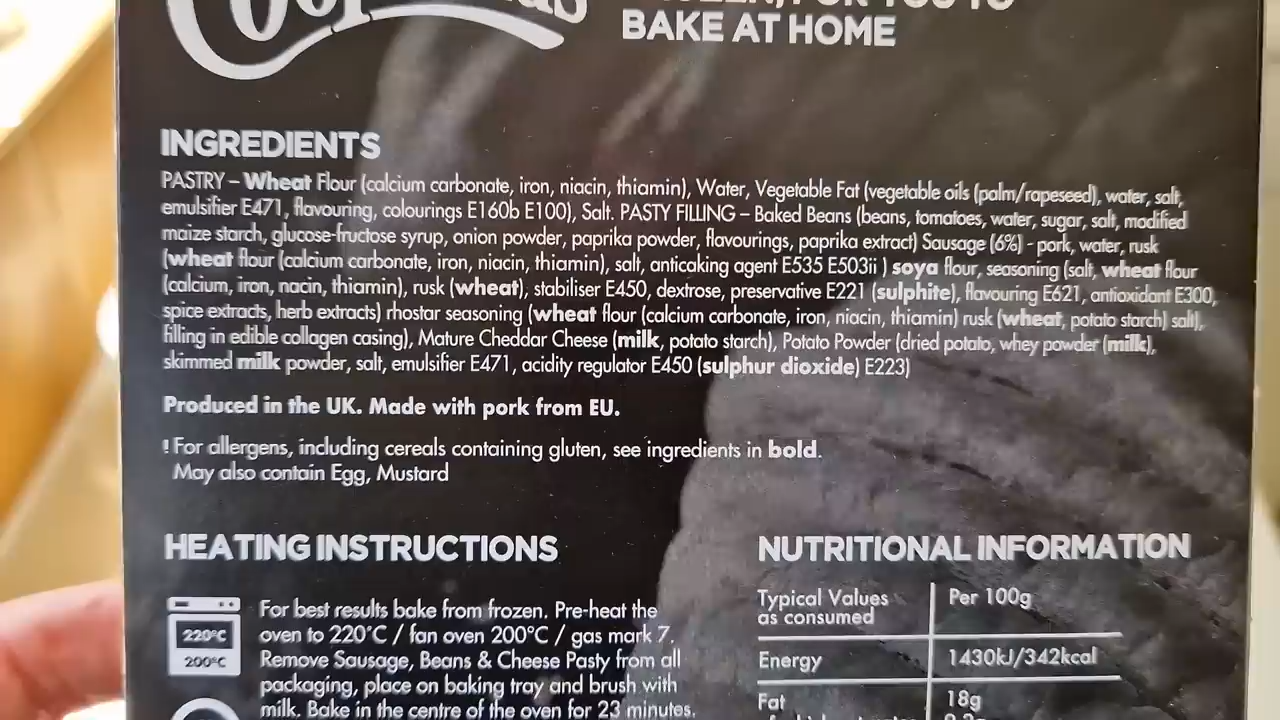 BAKE AT HOME
INGREDIENTS
PASTRY – Wheat Flour (calcium carbonate, iron, niacin, thiamin), Water, Vegetable Fat (vegetable oils (palm/rapeseed), water, salt,
emulsifier E471, flavouring, colourings E160b E100), Salt. PASTY FILLING – Baked Beans (beans, tomatoes, water, sugar, salt, modified
maize starch, glucose-fructose syrup, onion powder, paprika powder, flavourings, paprika extract) Sausage (6%) - pork, water, rusk
(wheat flour (calcium carbonate, iron, niacin, thiamin), salt, anticaking agent E535 E503ii ) soya flour, seasoning (salt, wheat flour
(calcium, iron, nacin, thiamin), rusk (wheat), stabiliser E450, dextrose, preservative E221 (sulphite), flavouring E621, antioxidant E300,
spice extracts, herb extracts) rhostar seasoning (wheat flour (calcium carbonate, iron, niacin, thiamin) rusk (wheat, potato starch) salt),
filling in edible collagen casing), Mature Cheddar Cheese (milk, potato starch), Potato Powder (dried potato, whey powder (milk),
skimmed milk powder, salt, emulsifier E471, acidity regulator E450 (sulphur dioxide) E223)
Produced in the UK. Made with pork from EU.
! For allergens, including cereals containing gluten, see ingredients in bold.
May also contain Egg, Mustard
HEATING INSTRUCTIONS
220°C
200°C
For best results bake from frozen. Pre-heat the
oven to 220°C / fan oven 200°C / gas mark 7.
Remove Sausage, Beans & Cheese Pasty from all
packaging, place on baking tray and brush with
milk. Bake in the centre of the oven for 23 minutes.
NUTRITIONAL INFORMATION
Typical Values as consumed Per 100g
Energy 1430kJ/342kcal
Fat 18g